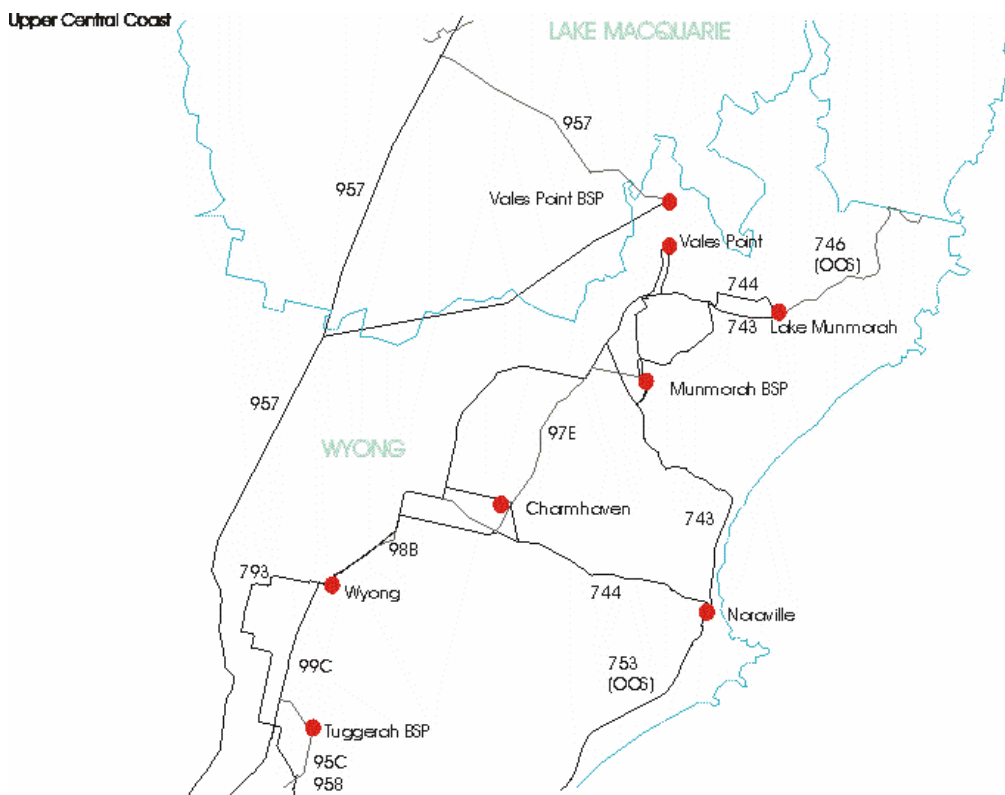 Upper Central Coast
LAKE MACQUARIE
957
957
Vales Point BSP
Vales Point
746
(OOS)
744
743
Lake Munmorah
Munmorah BSP
957
97E
WYONG
Charmhaven
743
98B
793
Wyong
744
Noraville
99C
753
(OOS)
Tuggerah BSP
95C
958